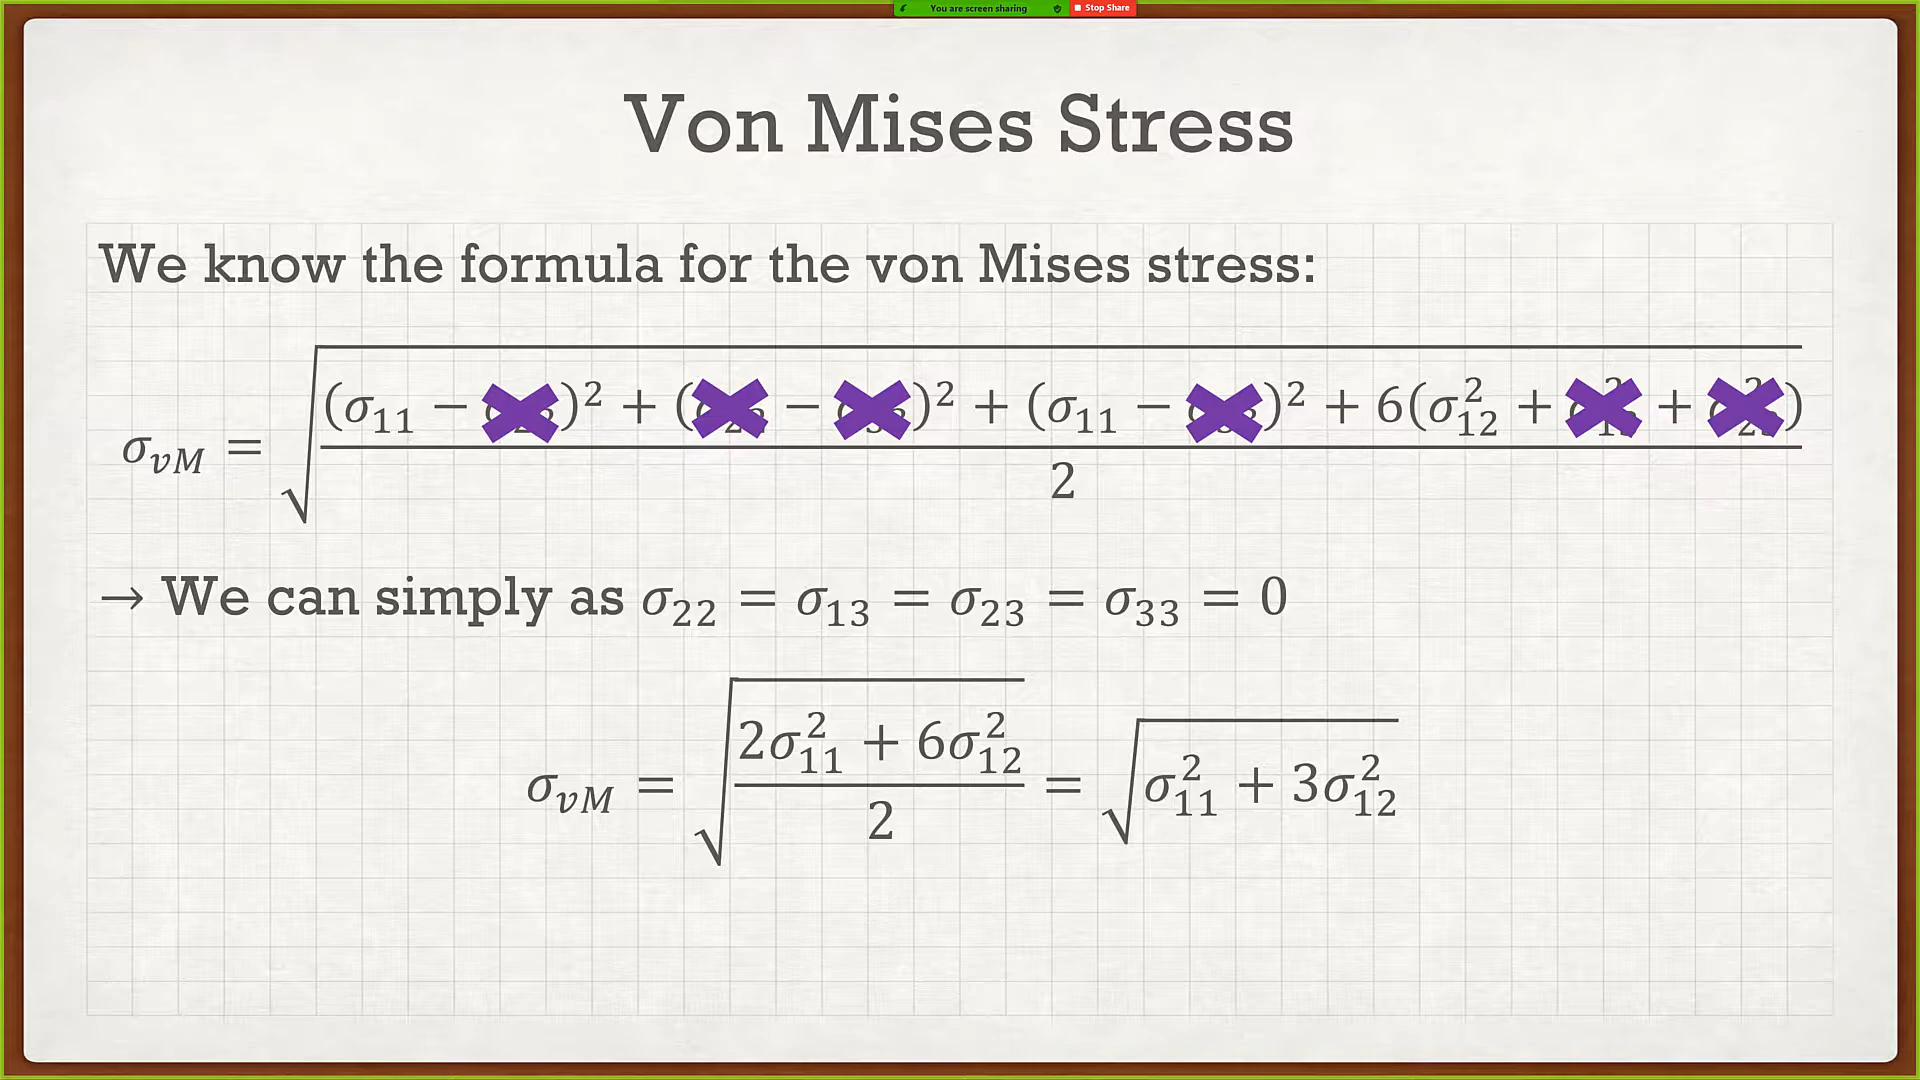 You are screen sharing Stop Share
Von Mises Stress
We know the formula for the von Mises stress:
σ_vM = √(((σ₁₁ − )² + ( − )² + (σ₁₁ − )² + 6(σ₁₂² + + )) / 2)
→ We can simply as σ₂₂ = σ₁₃ = σ₂₃ = σ₃₃ = 0
σ_vM = √((2σ₁₁² + 6σ₁₂²) / 2) = √(σ₁₁² + 3σ₁₂²)